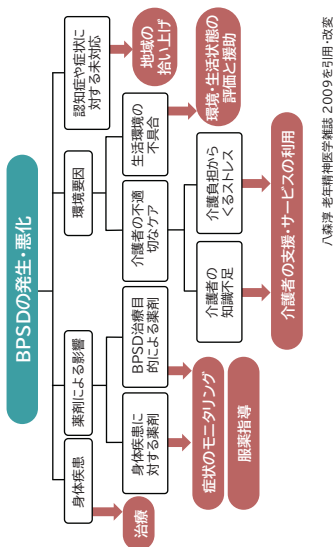 BPSDの発生・悪化
身体疾患
薬剤による影響
環境要因
認知症や症状に
対する未対応
身体疾患に
対する薬剤
BPSD治療目
的による薬剤
介護者の不適
切なケア
生活環境の
不具合
地域の
拾い上げ
治療
介護者の
知識不足
介護負担から
くるストレス
環境・生活状態の
評価と援助
症状のモニタリング
服薬指導
介護者の支援・サービスの利用
八森淳 老年精神医学雑誌 2009を引用・改変